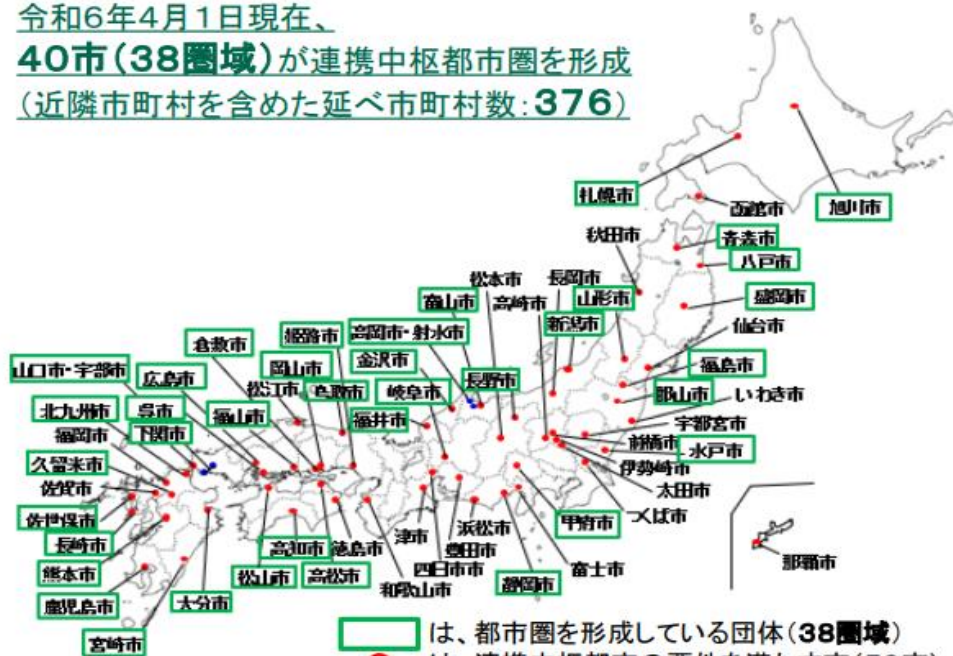 令和6年4月1日現在、
40市(38圏域)が連携中枢都市圏を形成
(近隣市町村を含めた延べ市町村数:376)
札幌市
函館市
旭川市
秋田市
青森市
八戸市
松本市
長岡市
富山市
高崎市
山形市
盛岡市
仙台市
倉敷市
姫路市
高岡市・射水市
新潟市
山口市・宇部市
広島市
岡山市
金沢市
福島市
松江市
鳥取市
岐阜市
長野市
郡山市
いわき市
北九州市
呉市
福山市
福井市
宇都宮市
福岡市
下関市
前橋市
水戸市
久留米市
伊勢崎市
佐賀市
太田市
佐世保市
つくば市
長崎市
高知市
徳島市
津市
浜松市
甲府市
豊田市
熊本市
松山市
高松市
四日市市
富士市
那覇市
和歌山市
静岡市
鹿児島市
大分市
宮崎市
は、都市圏を形成している団体(38圏域)